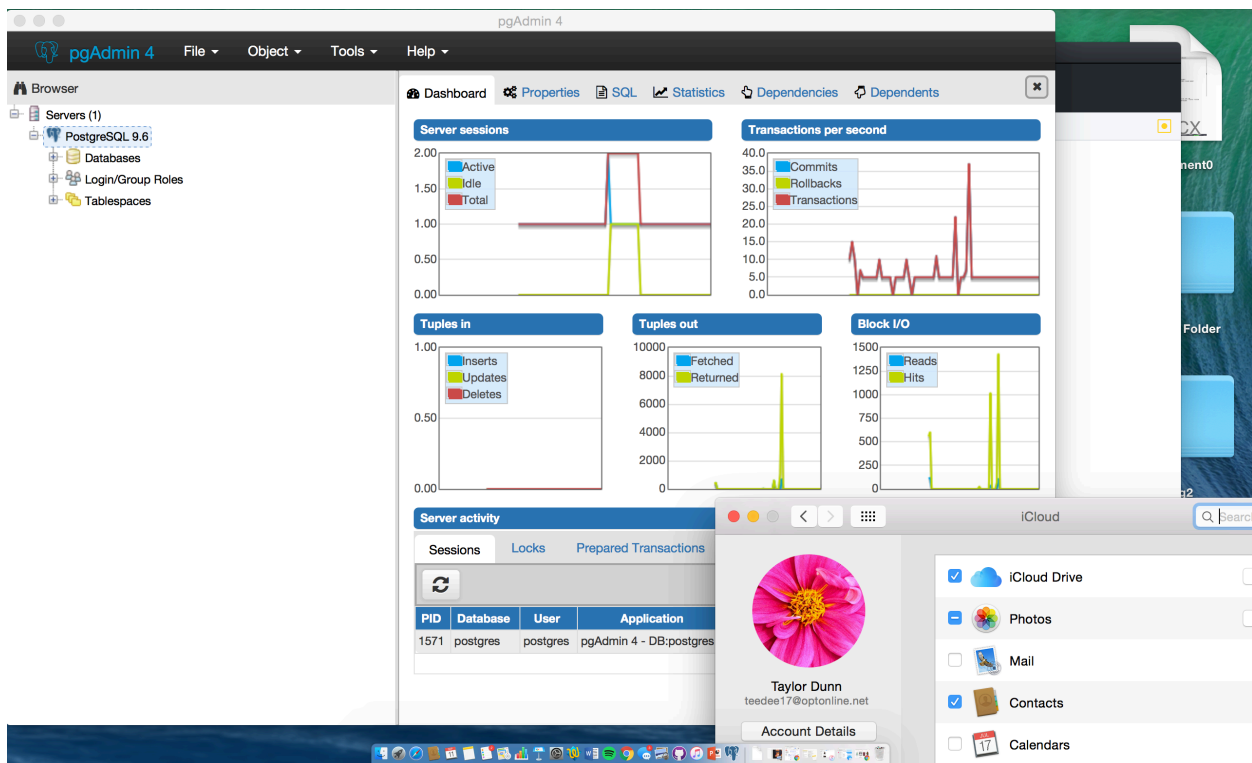 pgAdmin 4
pgAdmin 4 File Object Tools Help
Browser
Servers (1)
PostgreSQL 9.6
Databases
Login/Group Roles
Tablespaces
Dashboard Properties SQL Statistics Dependencies Dependents
Server sessions
2.00
1.50
1.00
0.50
0.00
Active
Idle
Total
Transactions per second
40.0
35.0
30.0
25.0
20.0
15.0
10.0
5.0
0.0
Commits
Rollbacks
Transactions
Tuples in
1.00
0.50
0.00
Inserts
Updates
Deletes
Tuples out
10000
8000
6000
4000
2000
0
Fetched
Returned
Block I/O
1500
1250
1000
750
500
250
0
Reads
Hits
Server activity
Sessions Locks Prepared Transactions
PID Database User Application
1571 postgres postgres pgAdmin 4 - DB:postgres
CX
ment0
Folder
g2
iCloud
Search
Taylor Dunn
teedee17@optonline.net
Account Details
iCloud Drive
Photos
Mail
Contacts
JUL
17
Calendars